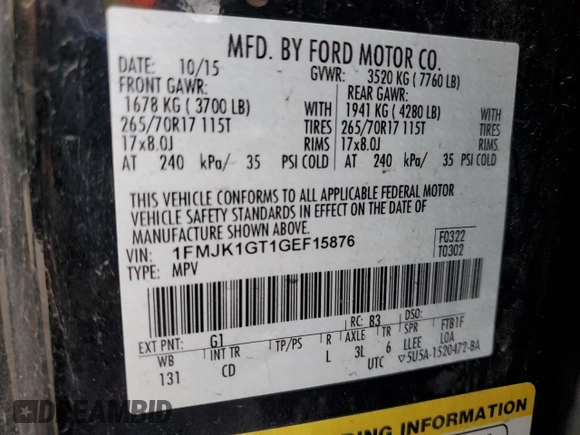 MFD. BY FORD MOTOR CO.
DATE: 10/15 GVWR: 3520 KG ( 7760 LB)
FRONT GAWR: REAR GAWR:
1678 KG ( 3700 LB) WITH 1941 KG ( 4280 LB) WITH
265/70R17 115T TIRES 265/70R17 115T TIRES
17x8.0J RIMS 17x8.0J RIMS
AT 240 kPa/ 35 PSI COLD AT 240 kPa/ 35 PSI COLD
THIS VEHICLE CONFORMS TO ALL APPLICABLE FEDERAL MOTOR
VEHICLE SAFETY STANDARDS IN EFFECT ON THE DATE OF
MANUFACTURE SHOWN ABOVE.
VIN: 1FMJK1GT1GEF15876 F0322
TYPE: MPV T0302
EXT PNT: G1 RC: B3 DSO:
WB INT TR TP/PS R AXLE TR SPR FTB1F
131 CD L 3L 6 LLEE LOA
UTC ▽5U5A-1520472-BA
DREAMBID
ING INFORMATION